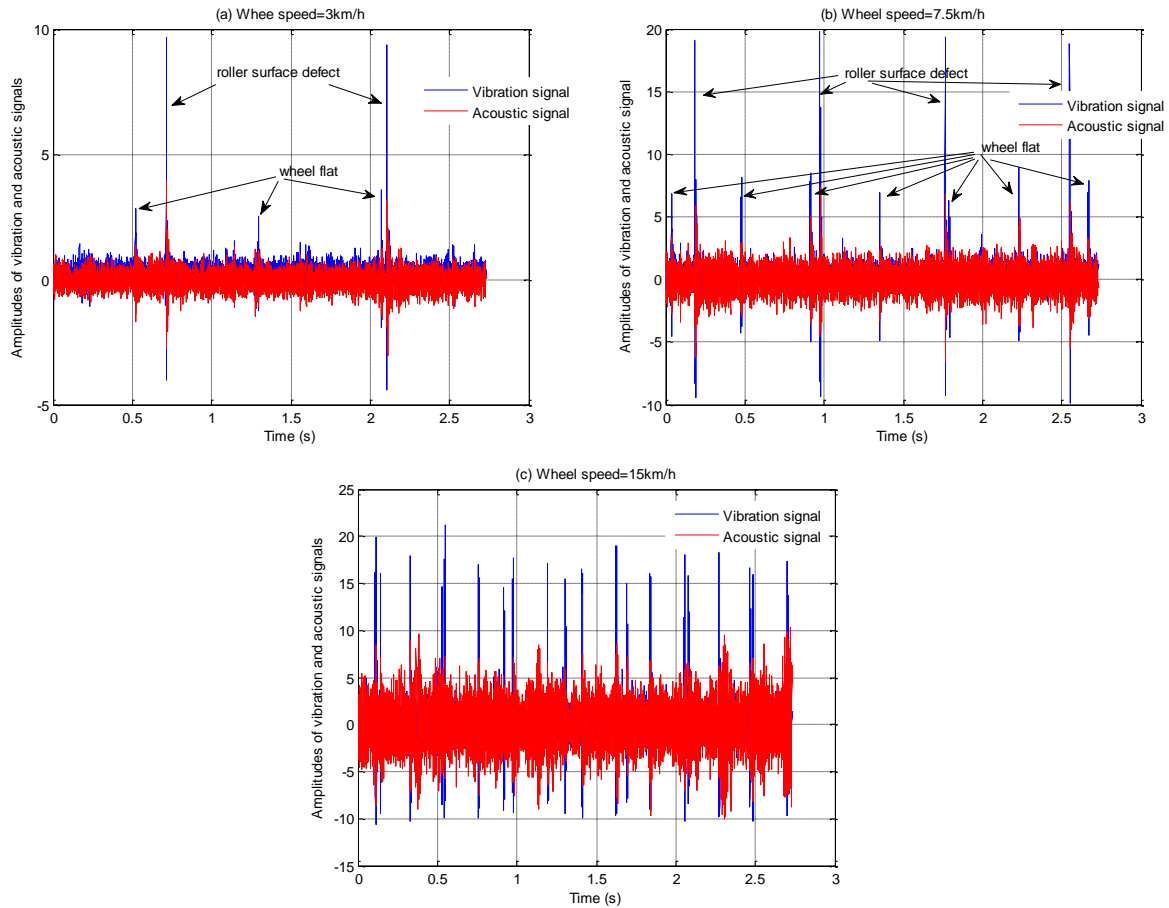 (a) Whee speed=3km/h
Amplitudes of vibration and acoustic signals
10
5
0
-5
roller surface defect
Vibration signal
Acoustic signal
wheel flat
0 0.5 1 1.5 2 2.5 3
Time (s)
(b) Wheel speed=7.5km/h
Amplitudes of vibration and acoustic signal
20
15
10
5
0
-5
-10
roller surface defect
Vibration signal
Acoustic signal
wheel flat
0 0.5 1 1.5 2 2.5 3
Time (s)
(c) Wheel speed=15km/h
Amplitudes of vibration and acoustic signals
25
20
15
10
5
0
-5
-10
-15
Vibration signal
Acoustic signal
0 0.5 1 1.5 2 2.5 3
Time (s)